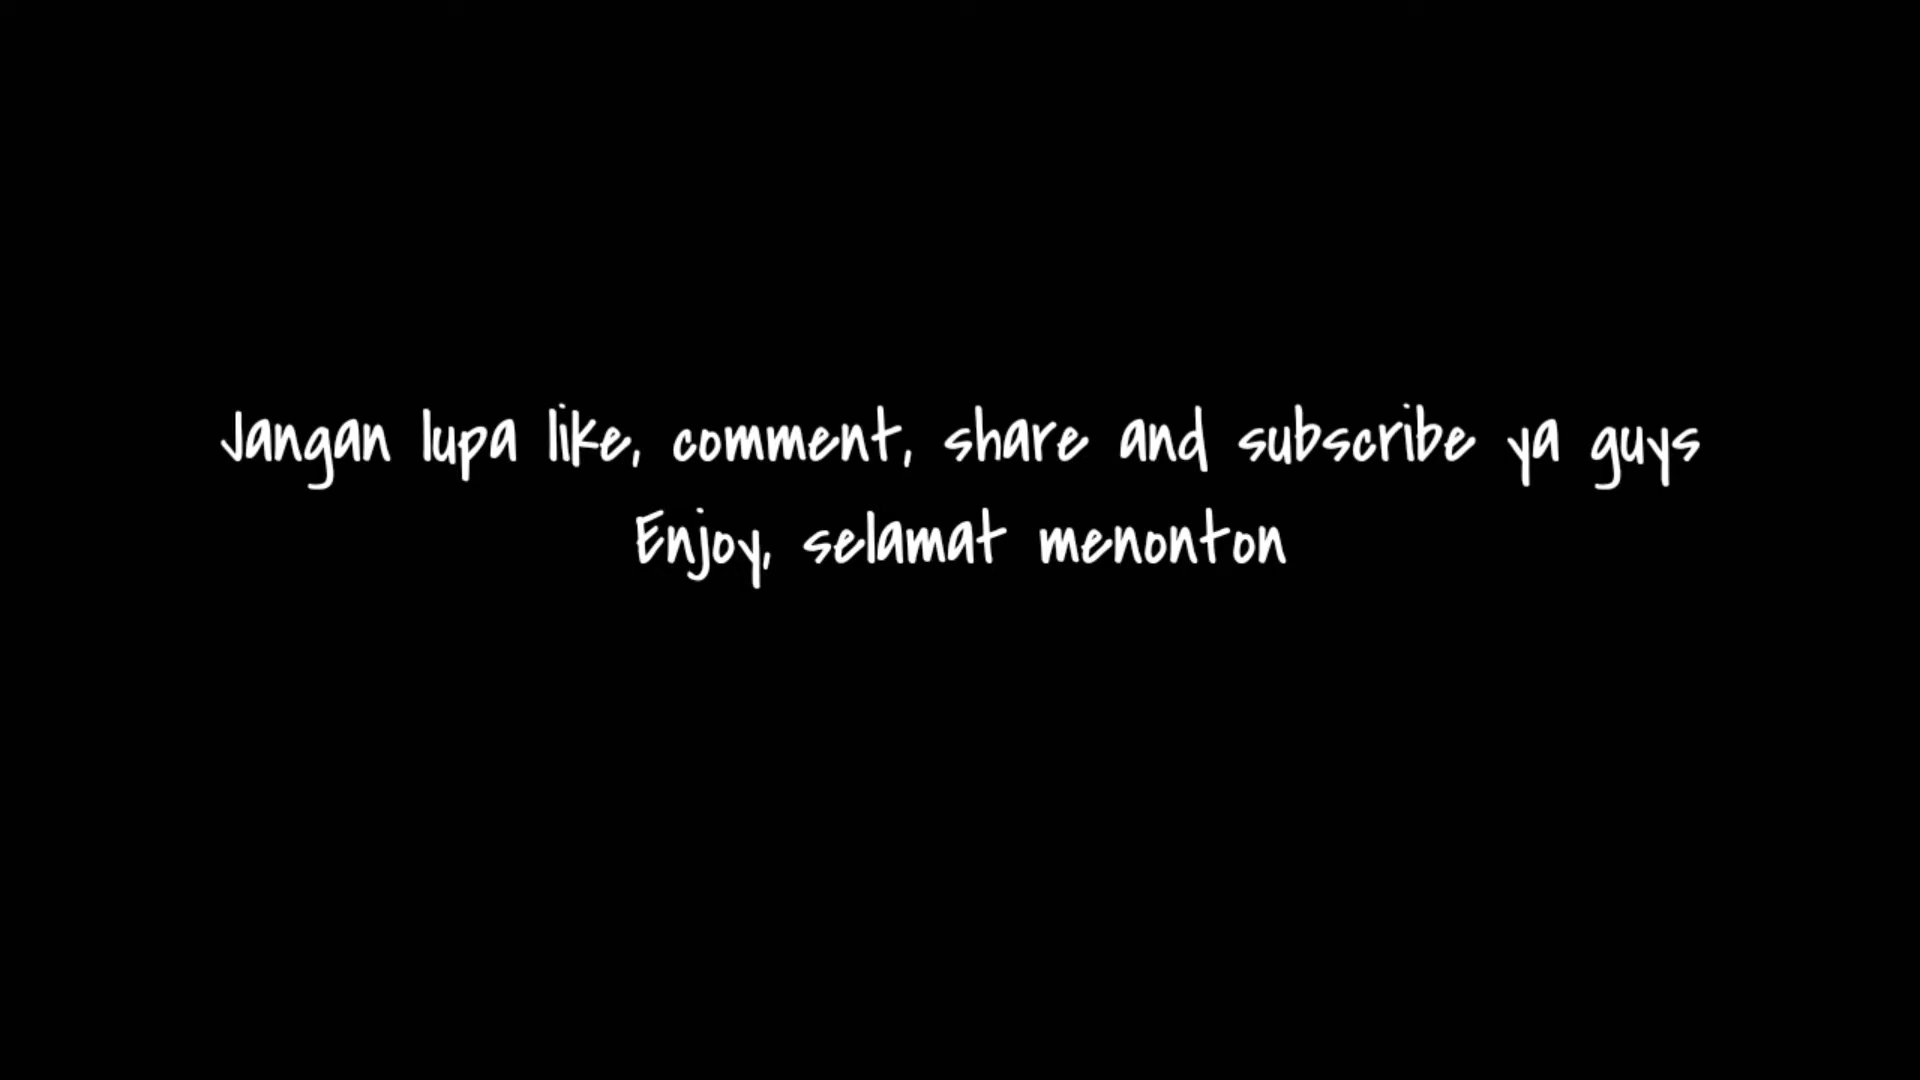 Jangan lupa like, comment, share and subscribe ya guys
Enjoy, selamat menonton